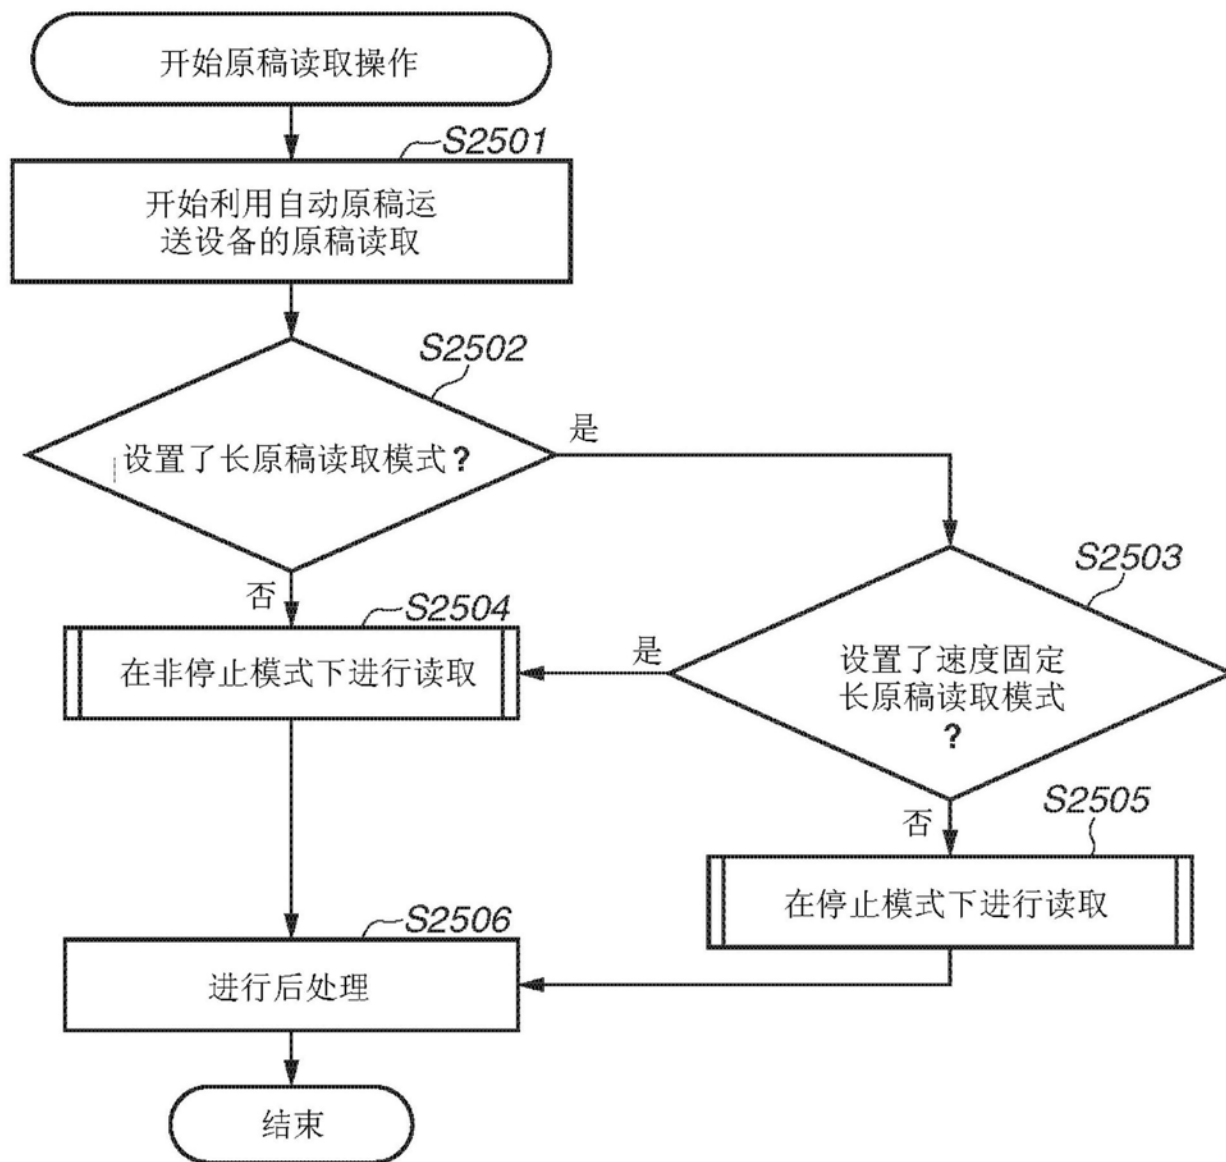 开始原稿读取操作
S2501
开始利用自动原稿运
送设备的原稿读取
S2502
设置了长原稿读取模式？
是
否
S2503
设置了速度固定
长原稿读取模式
？
是
S2504
在非停止模式下进行读取
否
S2505
在停止模式下进行读取
S2506
进行后处理
结束